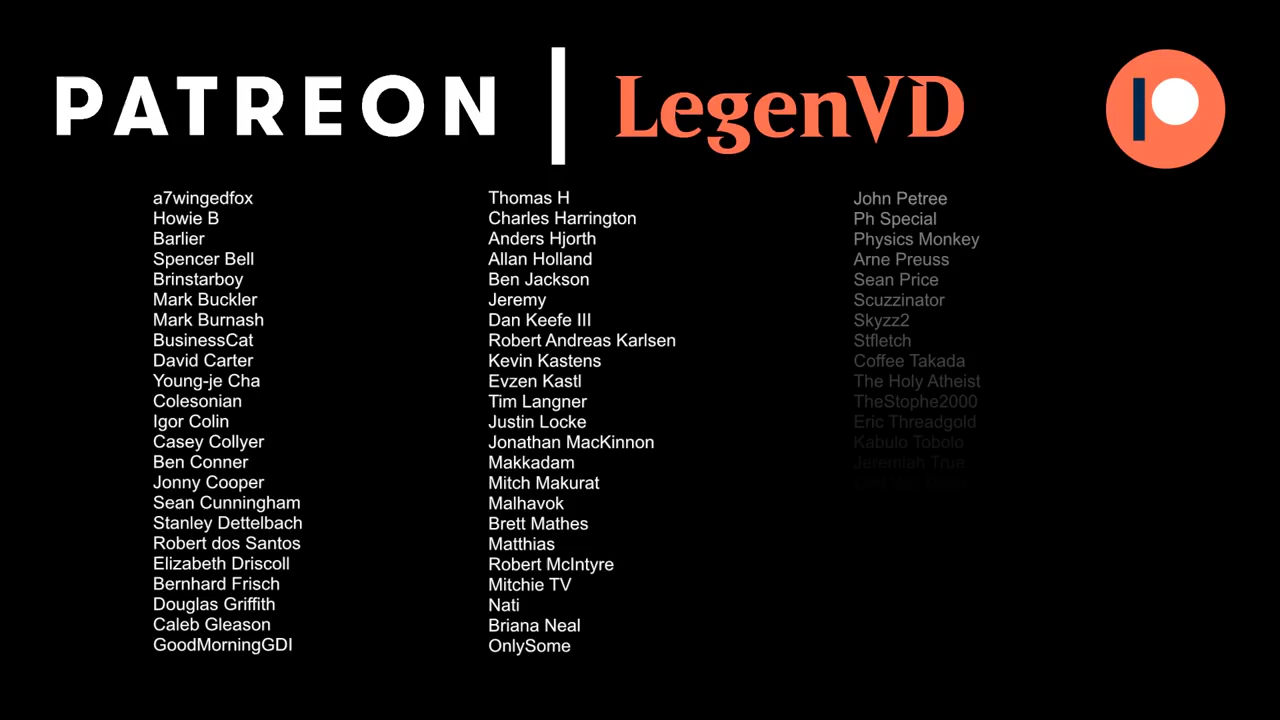 PATREON | LegenVD
a7wingedfox
Howie B
Barlier
Spencer Bell
Brinstarboy
Mark Buckler
Mark Burnash
BusinessCat
David Carter
Young-je Cha
Colesonian
Igor Colin
Casey Collyer
Ben Conner
Jonny Cooper
Sean Cunningham
Stanley Dettelbach
Robert dos Santos
Elizabeth Driscoll
Bernhard Frisch
Douglas Griffith
Caleb Gleason
GoodMorningGDI
Thomas H
Charles Harrington
Anders Hjorth
Allan Holland
Ben Jackson
Jeremy
Dan Keefe III
Robert Andreas Karlsen
Kevin Kastens
Evzen Kastl
Tim Langner
Justin Locke
Jonathan MacKinnon
Makkadam
Mitch Makurat
Malhavok
Brett Mathes
Matthias
Robert McIntyre
Mitchie TV
Nati
Briana Neal
OnlySome
John Petree
Ph Special
Physics Monkey
Arne Preuss
Sean Price
Scuzzinator
Skyzz2
Stfletch
Coffee Takada
The Holy Atheist
TheStophe2000
Eric Threadgold
Kabulo Tobolo
Jeremiah True